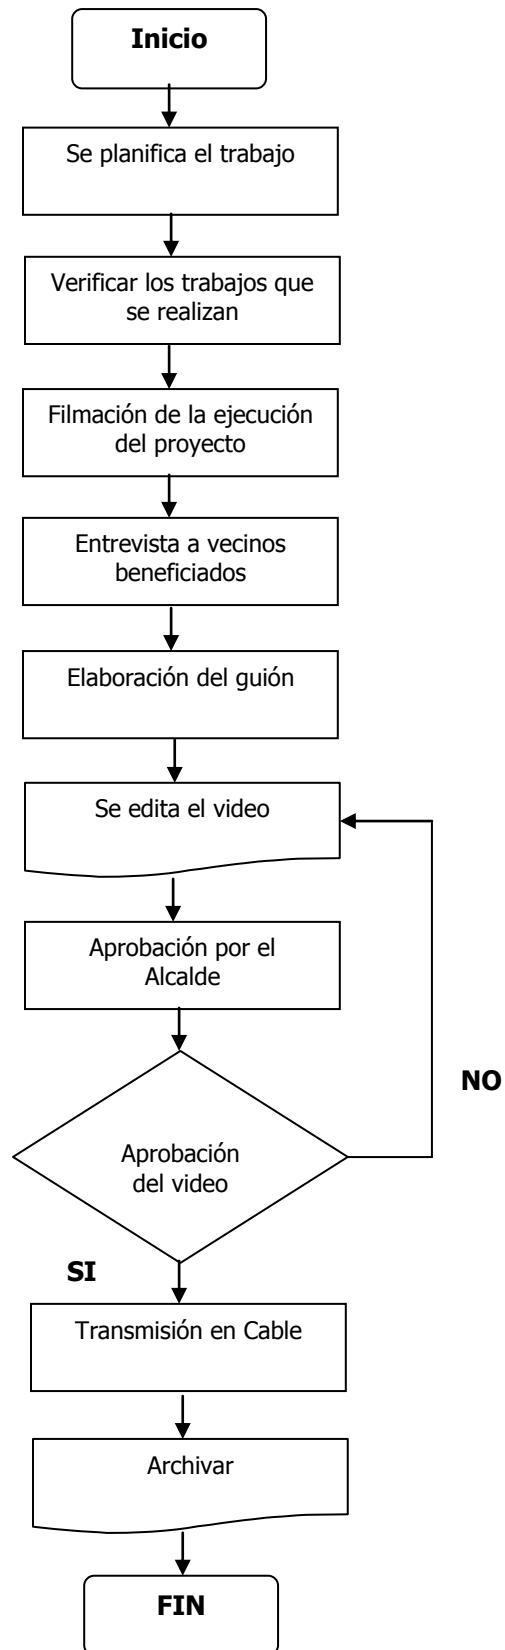 Inicio
Se planifica el trabajo
Verificar los trabajos que
se realizan
Filmación de la ejecución
del proyecto
Entrevista a vecinos
beneficiados
Elaboración del guión
Se edita el video
Aprobación por el
Alcalde
NO
Aprobación
del video
SI
Transmisión en Cable
Archivar
FIN